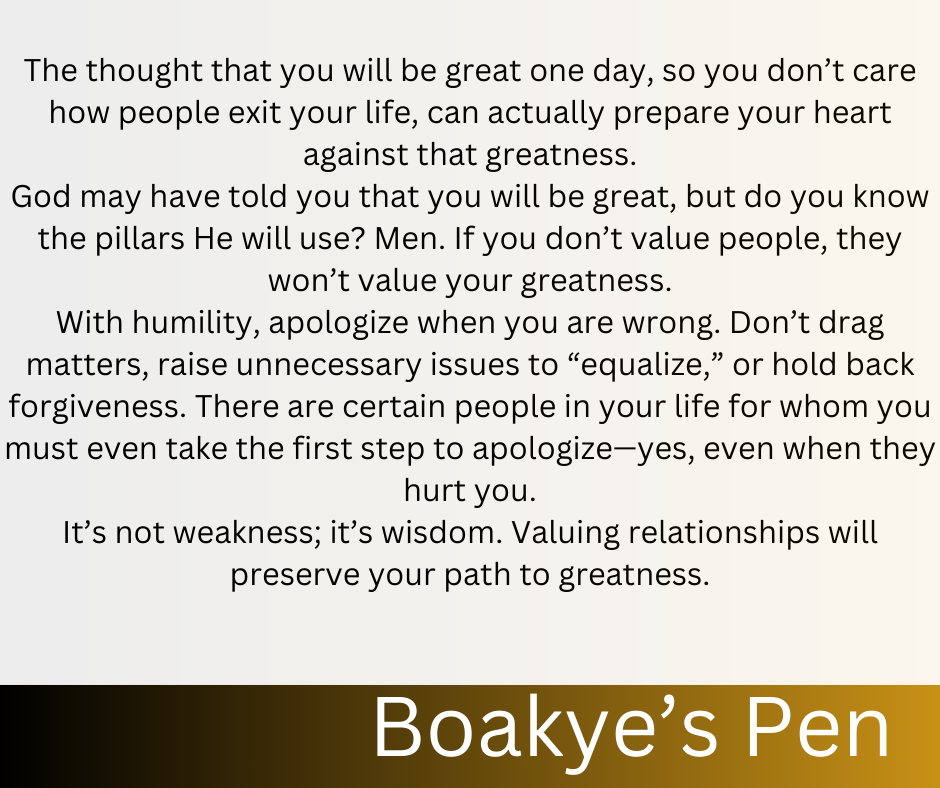 The thought that you will be great one day, so you don’t care
how people exit your life, can actually prepare your heart
against that greatness.
God may have told you that you will be great, but do you know
the pillars He will use? Men. If you don’t value people, they
won’t value your greatness.
With humility, apologize when you are wrong. Don’t drag
matters, raise unnecessary issues to “equalize,” or hold back
forgiveness. There are certain people in your life for whom you
must even take the first step to apologize—yes, even when they
hurt you.
It’s not weakness; it’s wisdom. Valuing relationships will
preserve your path to greatness.
Boakye’s Pen